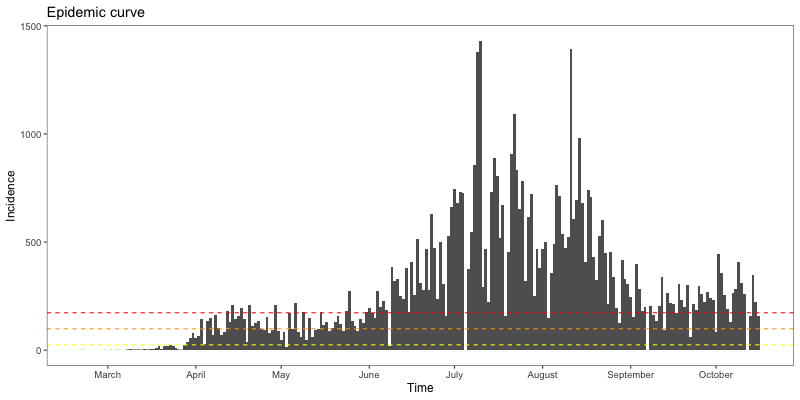 Epidemic curve
1500
1000
500
0
Incidence
March April May June July August September October
Time